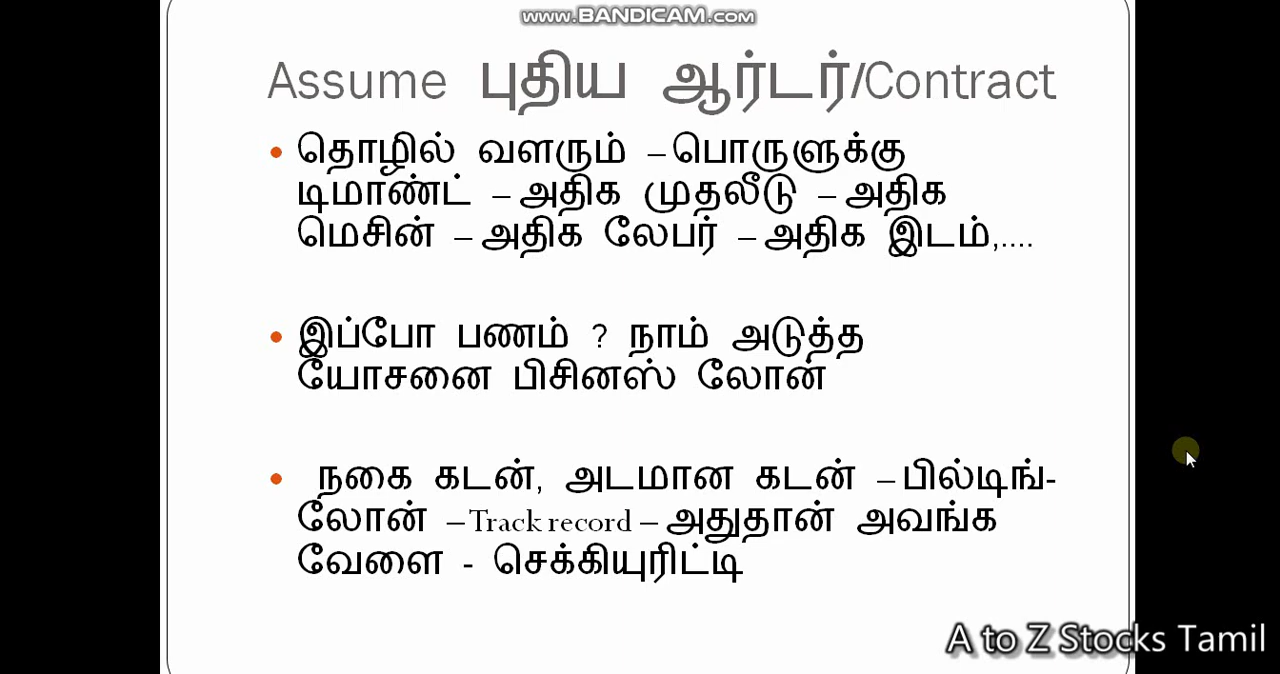 www.BANDICAM.com
Assume புதிய ஆர்டர்/Contract
• தொழில் வளரும் – பொருளுக்கு
டிமாண்ட் – அதிக முதலீடு – அதிக
மெசின் – அதிக லேபர் – அதிக இடம்,....
• இப்போ பணம் ? நாம் அடுத்த
யோசனை பிசினஸ் லோன்
• நகை கடன், அடமான கடன் – பில்டிங்-
லோன் – Track record – அதுதான் அவங்க
வேளை - செக்கியுரிட்டி
A to Z Stocks Tamil